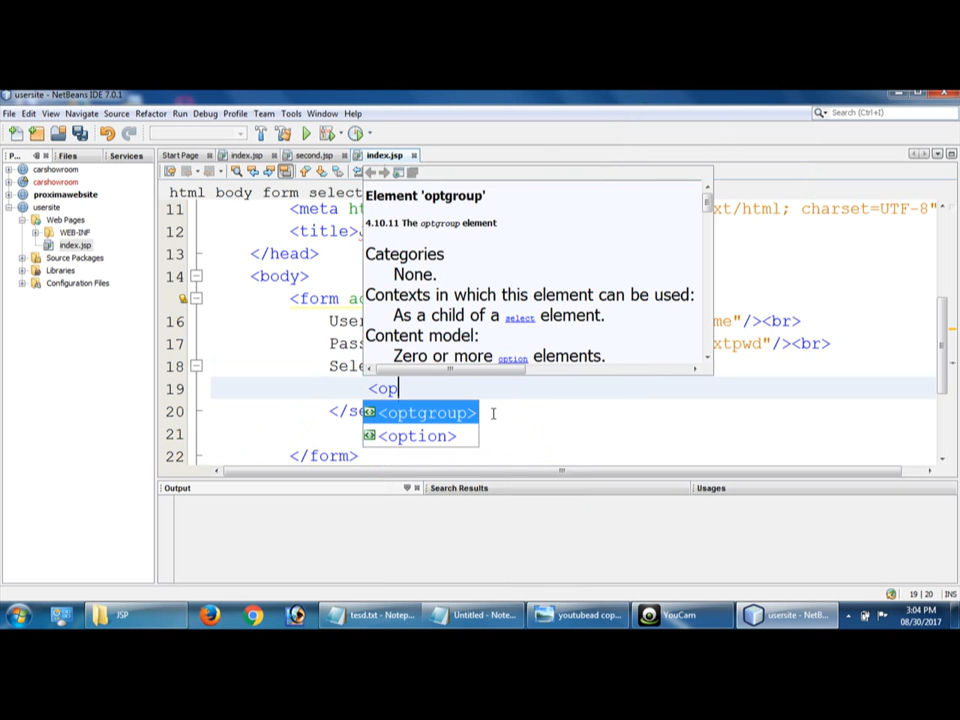 usersite - NetBeans IDE 7.0.1
File Edit View Navigate Source Refactor Run Debug Profile Team Tools Window Help
Search (Ctrl+I)
P... Files Services
Start Page index.jsp second.jsp index.jsp
carshowroom
carshowroom
proximawebsite
usersite
Web Pages
WEB-INF
index.jsp
Source Packages
Libraries
Configuration Files
html body form select
11 <meta ht xt/html; charset=UTF-8"
12 <title>
13 </head>
14 <body>
<form ac
16 User me"/><br>
17 Pass xtpwd"/><br>
18 Sele
19 <op
20 </se
21
22 </form>
Element 'optgroup'
4.10.11 The optgroup element
Categories
None.
Contexts in which this element can be used:
As a child of a select element.
Content model:
Zero or more option elements.
<optgroup>
<option>
Output Search Results Usages
19 | 20 INS
JSP tesd.txt - Notep... Untitled - Note... youtubead cop... YouCam usersite - NetB...
3:04 PM
08/30/2017